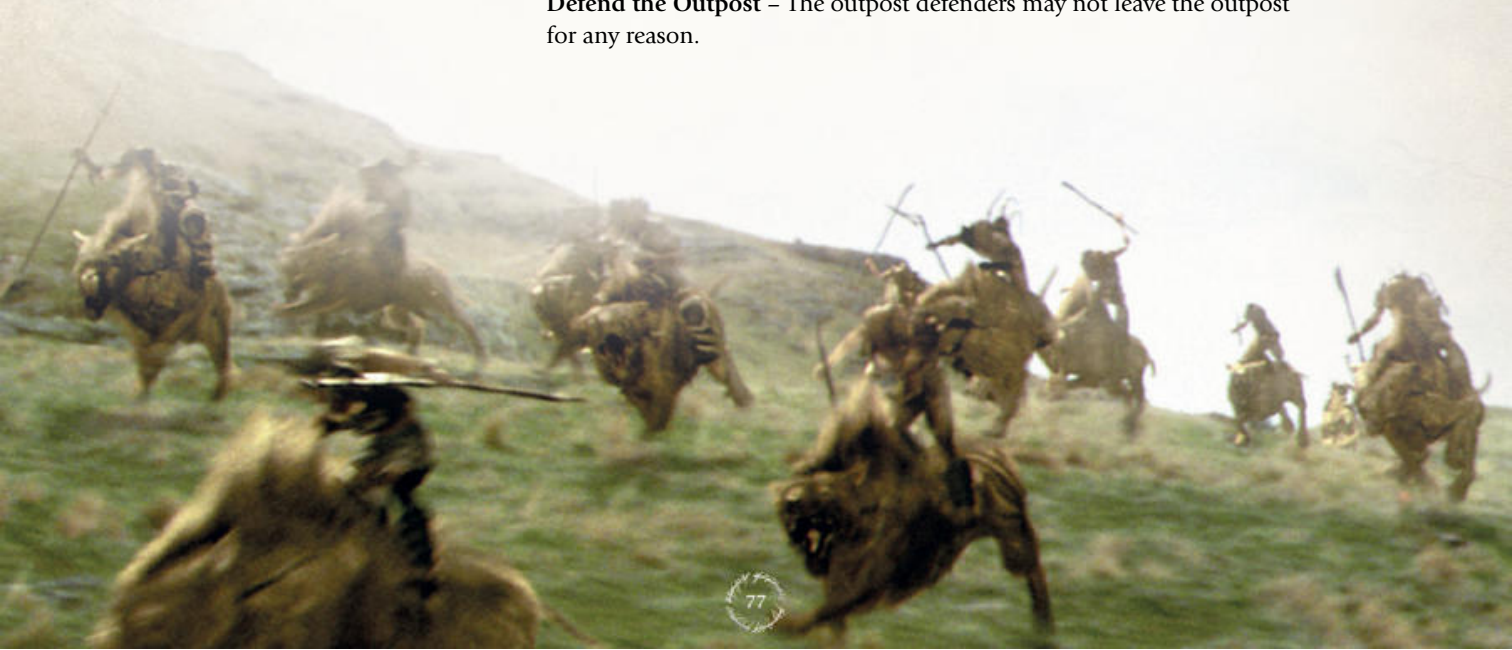 Defend the Outpost – The outpost defenders may not leave the outpost
for any reason.
77